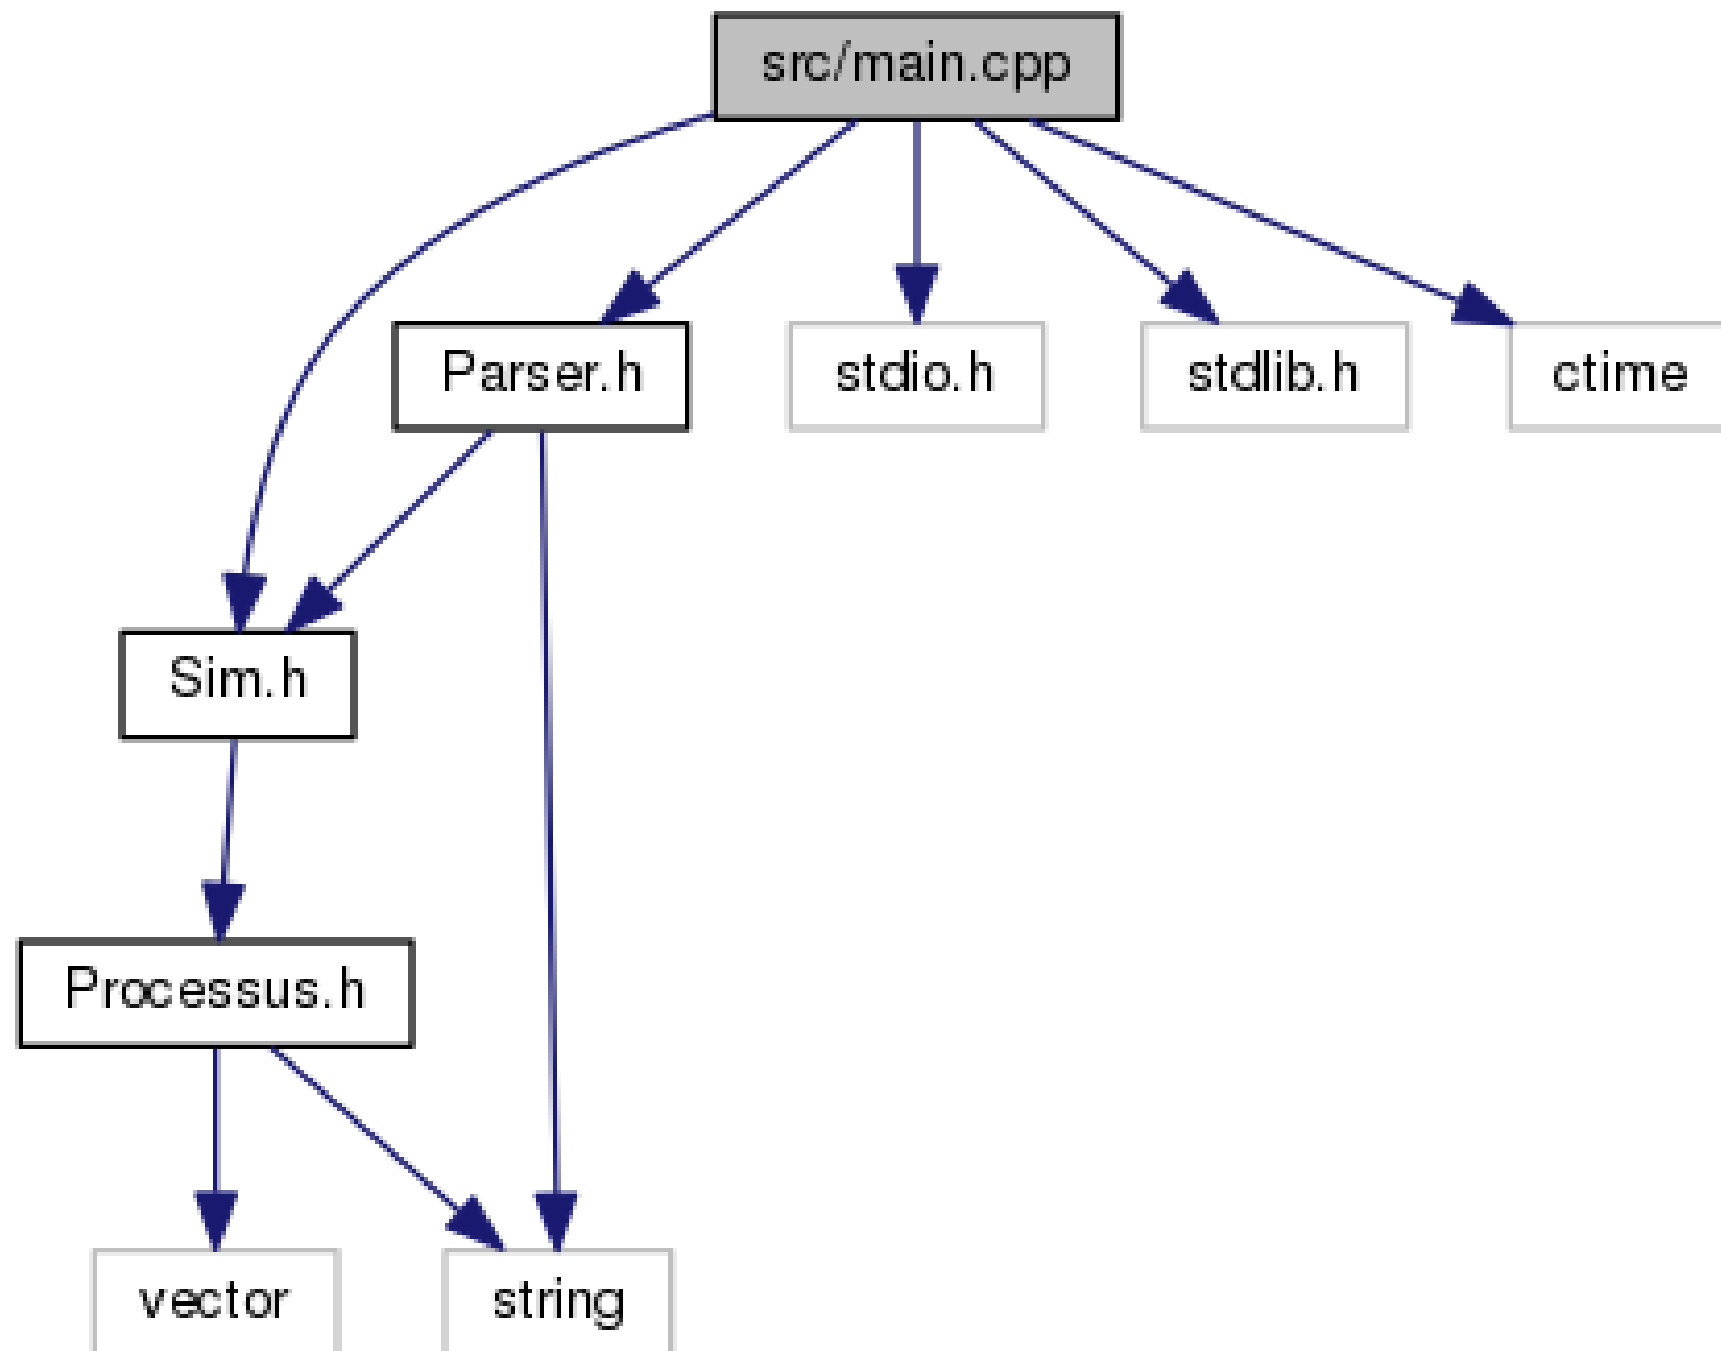 src/main.cpp
Parser.h
stdio.h
stdlib.h
ctime
Sim.h
Processus.h
vector
string